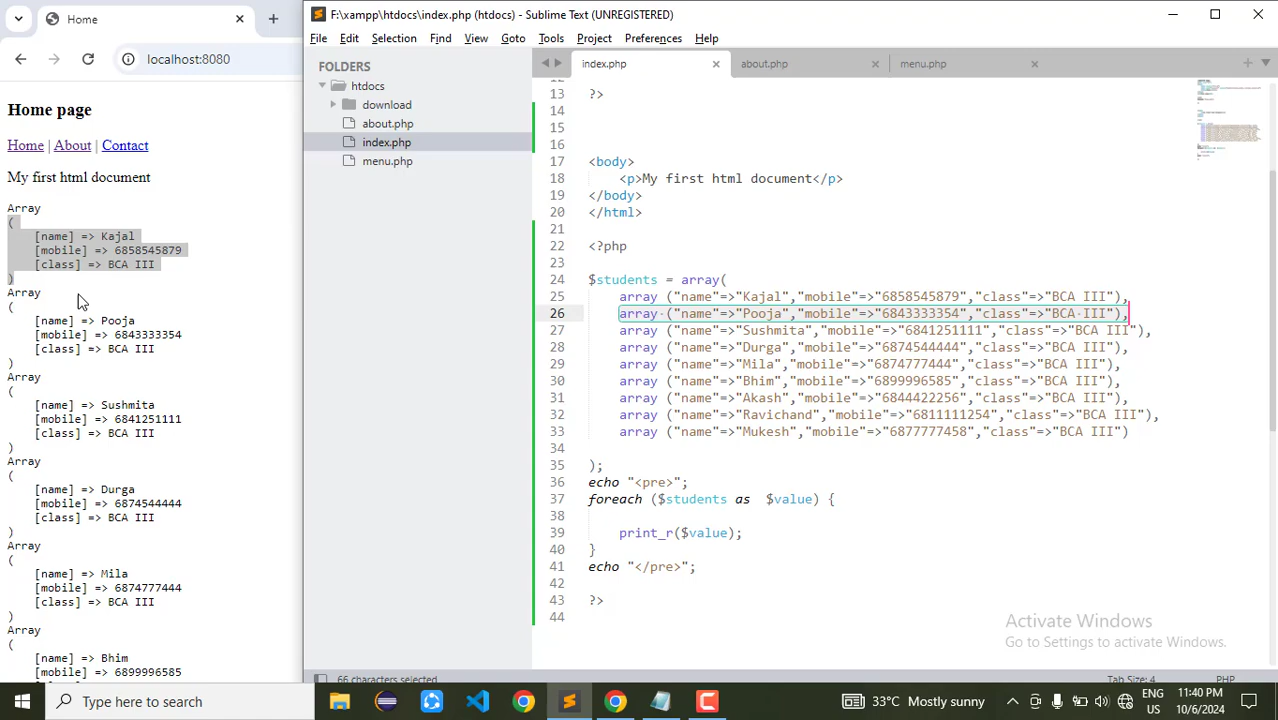 Home
localhost:8080
Home page
Home | About | Contact
My first html document
Array
(
[name] => Kajal
[mobile] => 6858545879
[class] => BCA III
)
Array
(
[name] => Pooja
[mobile] => 6843333354
[class] => BCA III
)
Array
(
[name] => Sushmita
[mobile] => 6841251111
[class] => BCA III
)
Array
(
[name] => Durga
[mobile] => 6874544444
[class] => BCA III
)
Array
(
[name] => Mila
[mobile] => 6874777444
[class] => BCA III
)
Array
(
[name] => Bhim
[mobile] => 6899996585
F:\xampp\htdocs\index.php (htdocs) - Sublime Text (UNREGISTERED)
File Edit Selection Find View Goto Tools Project Preferences Help
FOLDERS
htdocs
download
about.php
index.php
menu.php
index.php about.php menu.php
13 ?>
14
15
16
17 <body>
18 <p>My first html document</p>
19 </body>
20 </html>
21
22 <?php
23
24 $students = array(
25 array ("name"=>"Kajal","mobile"=>"6858545879","class"=>"BCA III"),
26 array ("name"=>"Pooja","mobile"=>"6843333354","class"=>"BCA III"),
27 array ("name"=>"Sushmita","mobile"=>"6841251111","class"=>"BCA III"),
28 array ("name"=>"Durga","mobile"=>"6874544444","class"=>"BCA III"),
29 array ("name"=>"Mila","mobile"=>"6874777444","class"=>"BCA III"),
30 array ("name"=>"Bhim","mobile"=>"6899996585","class"=>"BCA III"),
31 array ("name"=>"Akash","mobile"=>"6844422256","class"=>"BCA III"),
32 array ("name"=>"Ravichand","mobile"=>"6811111254","class"=>"BCA III"),
33 array ("name"=>"Mukesh","mobile"=>"6877777458","class"=>"BCA III")
34
35 );
36 echo "<pre>";
37 foreach ($students as  $value) {
38
39 print_r($value);
40 }
41 echo "</pre>";
42
43 ?>
44
Activate Windows
Go to Settings to activate Windows.
66 characters selected Tab Size: 4 PHP
Type here to search
33°C Mostly sunny
ENG
US
11:40 PM
10/6/2024